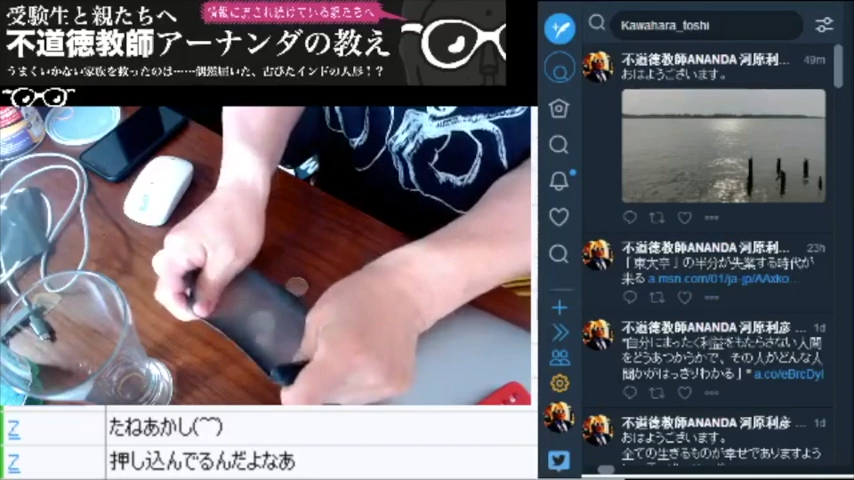 受験生と親たちへ
情報に流され続けている親たちへ
不道徳教師アーナンダの教え
うまくいかない家族を救ったのは……偶然届いた、古びたインドの人形!?
Z たねあかし(⌒⌒)
Z 押し込んでるんだよなあ
Kawahara_toshi
不道徳教師ANANDA 河原利… 49m
おはようございます。
不道徳教師ANANDA 河原利… 23h
「東大卒」の半分が失業する時代が
来る a.msn.com/01/ja-jp/AAxko…
不道徳教師ANANDA 河原利彦 … 1d
"自分にまったく利益をもたらさない人間
をどうあつかうかで、その人がどんな人
間かがはっきりわかる」" a.co/eBrcDyl
不道徳教師ANANDA 河原利彦 … 1d
おはようございます。
全ての生きるものが幸せでありますよう